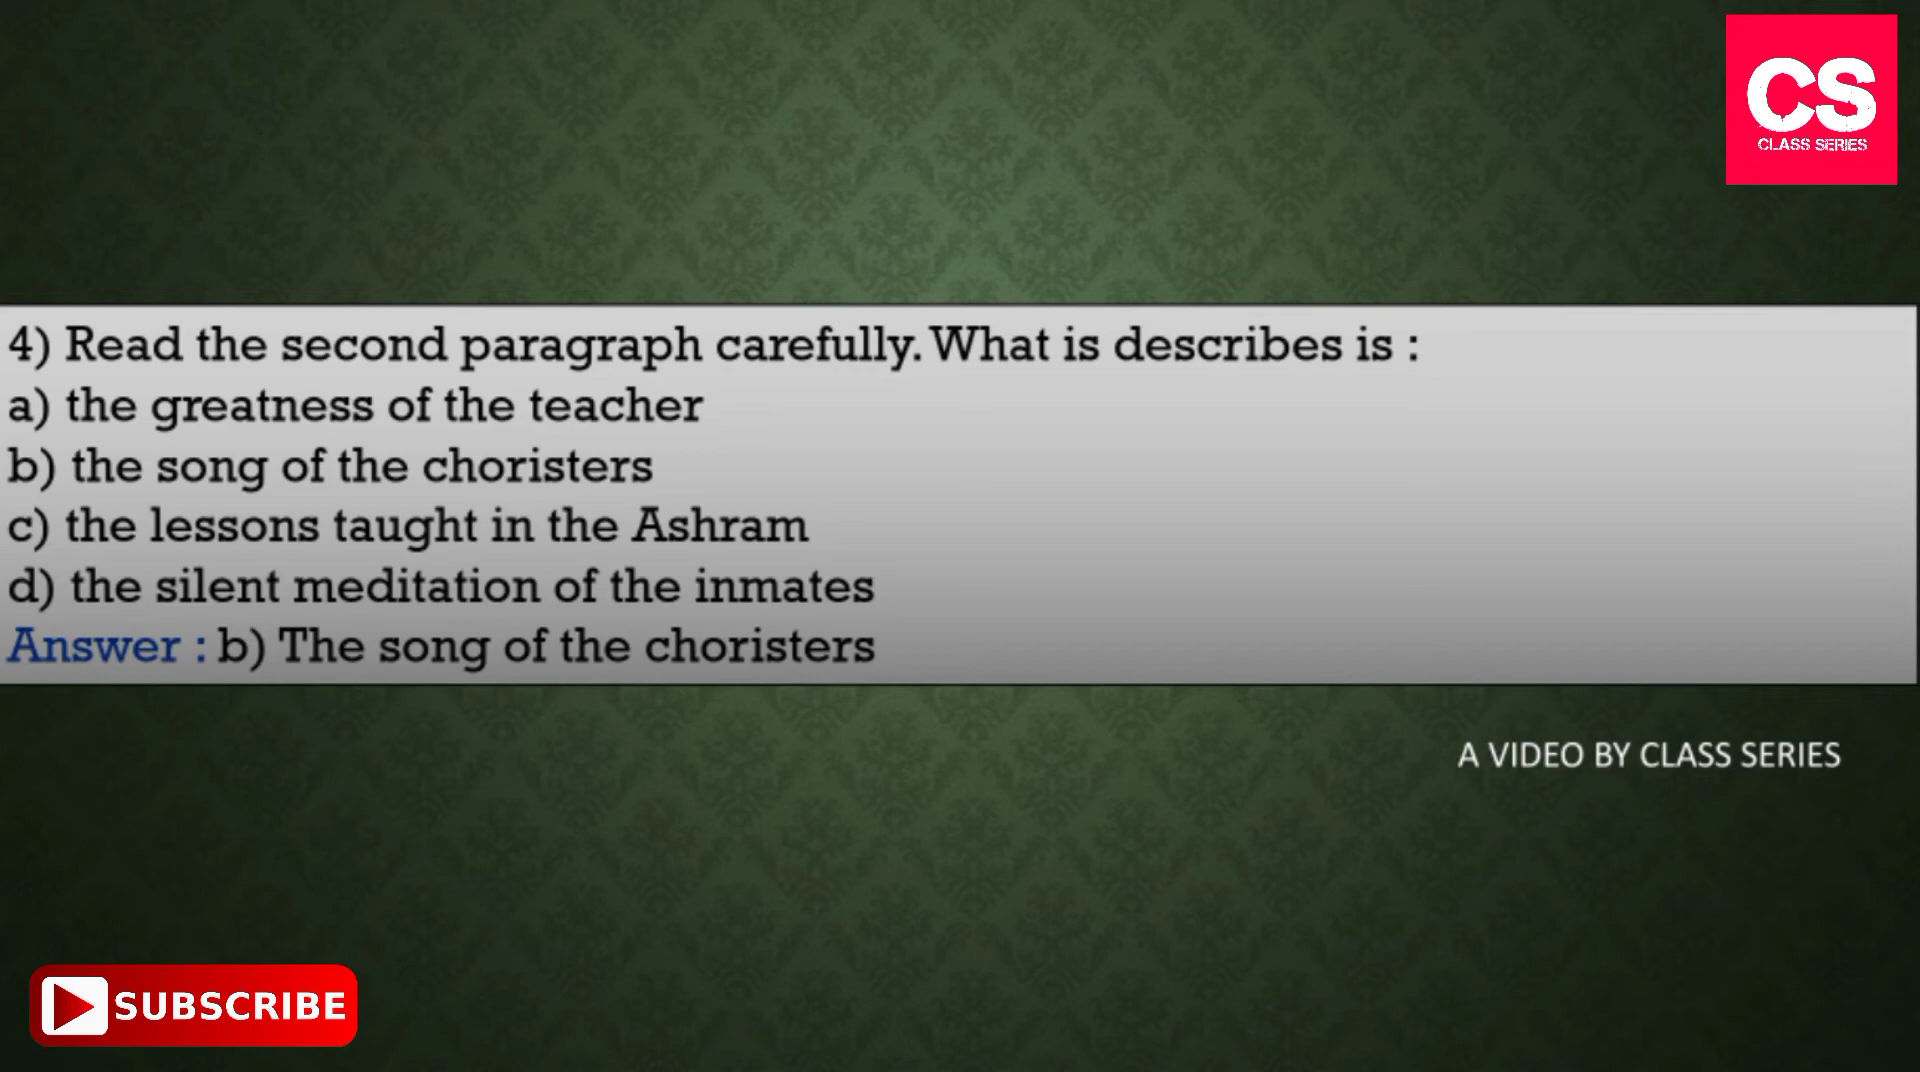 CS
CLASS SERIES
4) Read the second paragraph carefully. What is describes is :
a) the greatness of the teacher
b) the song of the choristers
c) the lessons taught in the Ashram
d) the silent meditation of the inmates
Answer : b) The song of the choristers
A VIDEO BY CLASS SERIES
SUBSCRIBE